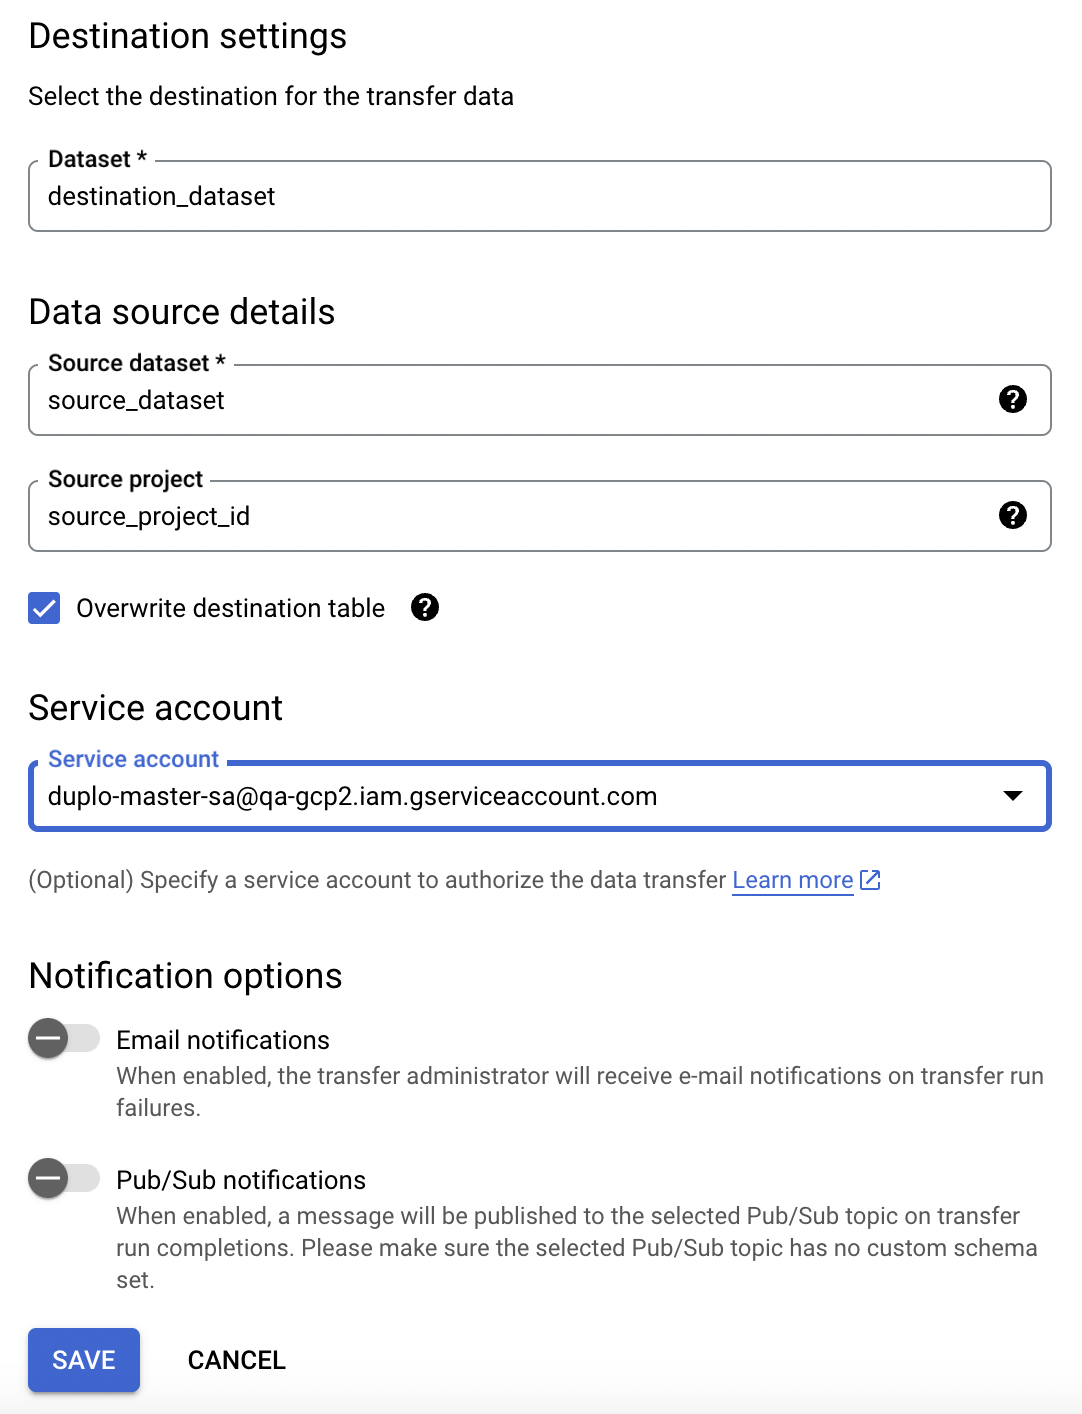 Destination settings
Select the destination for the transfer data
Dataset *
destination_dataset
Data source details
Source dataset *
source_dataset
Source project
source_project_id
Overwrite destination table
Service account
Service account
duplo-master-sa@qa-gcp2.iam.gserviceaccount.com
(Optional) Specify a service account to authorize the data transfer Learn more
Notification options
Email notifications
When enabled, the transfer administrator will receive e-mail notifications on transfer run
failures.
Pub/Sub notifications
When enabled, a message will be published to the selected Pub/Sub topic on transfer
run completions. Please make sure the selected Pub/Sub topic has no custom schema
set.
SAVE CANCEL